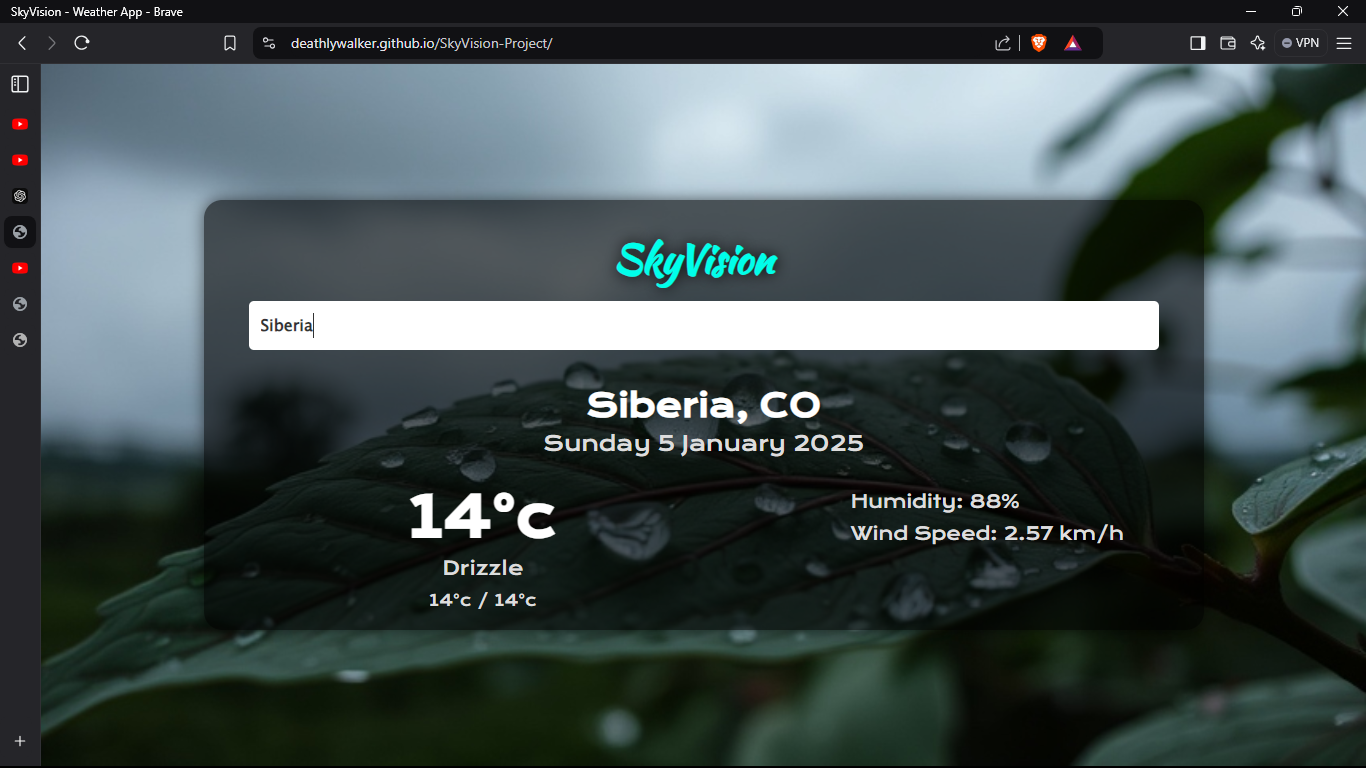 SkyVision - Weather App - Brave
deathlywalker.github.io/SkyVision-Project/
VPN
SkyVision
Siberia
Siberia, CO
Sunday 5 January 2025
14°c
Drizzle
14°c / 14°c
Humidity: 88%
Wind Speed: 2.57 km/h